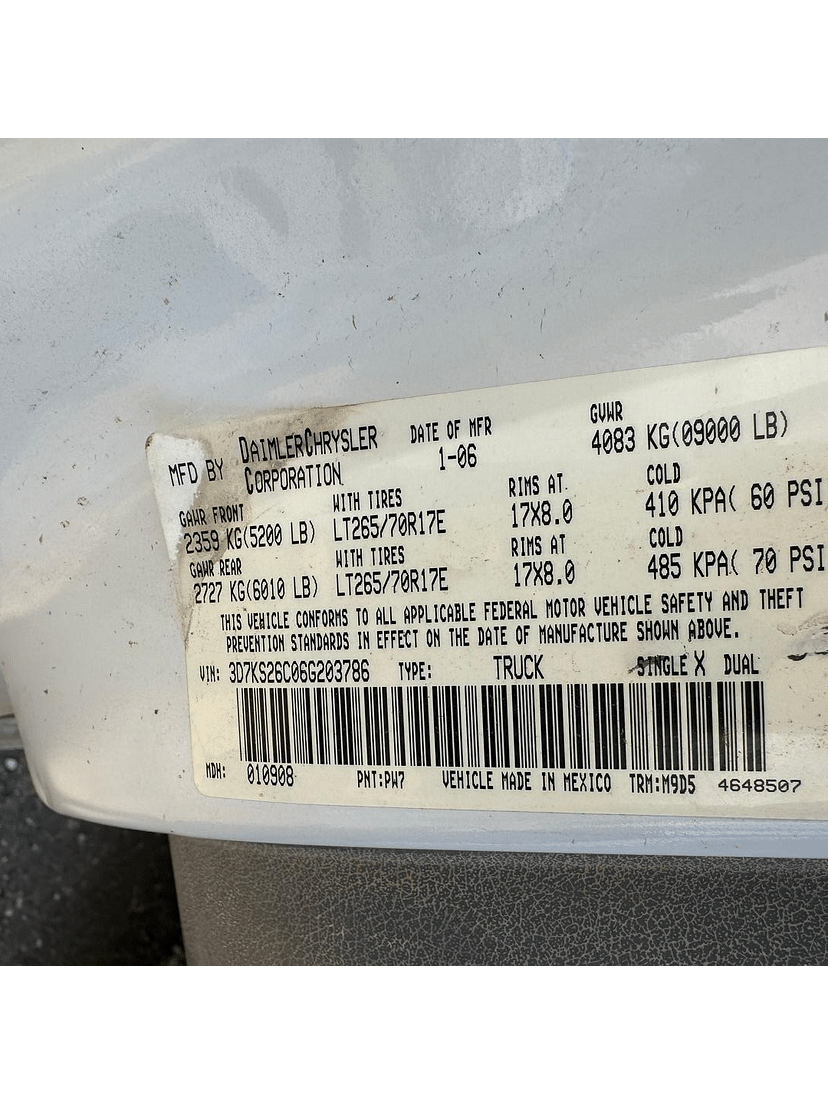 MFD BY DAIMLERCHRYSLER CORPORATION DATE OF MFR 1-06 GVWR 4083 KG(09000 LB)
GAWR FRONT WITH TIRES RIMS AT. COLD
2359 KG(5200 LB) LT265/70R17E 17X8.0 410 KPA( 60 PSI
GAWR REAR WITH TIRES RIMS AT COLD
2727 KG(6010 LB) LT265/70R17E 17X8.0 485 KPA( 70 PSI
THIS VEHICLE CONFORMS TO ALL APPLICABLE FEDERAL MOTOR VEHICLE SAFETY AND THEFT
PREVENTION STANDARDS IN EFFECT ON THE DATE OF MANUFACTURE SHOWN ABOVE.
VIN: 3D7KS26C06G203786 TYPE: TRUCK SINGLE X DUAL
MDH: 010908 PNT:PW7 VEHICLE MADE IN MEXICO TRM:M9D5 4648507